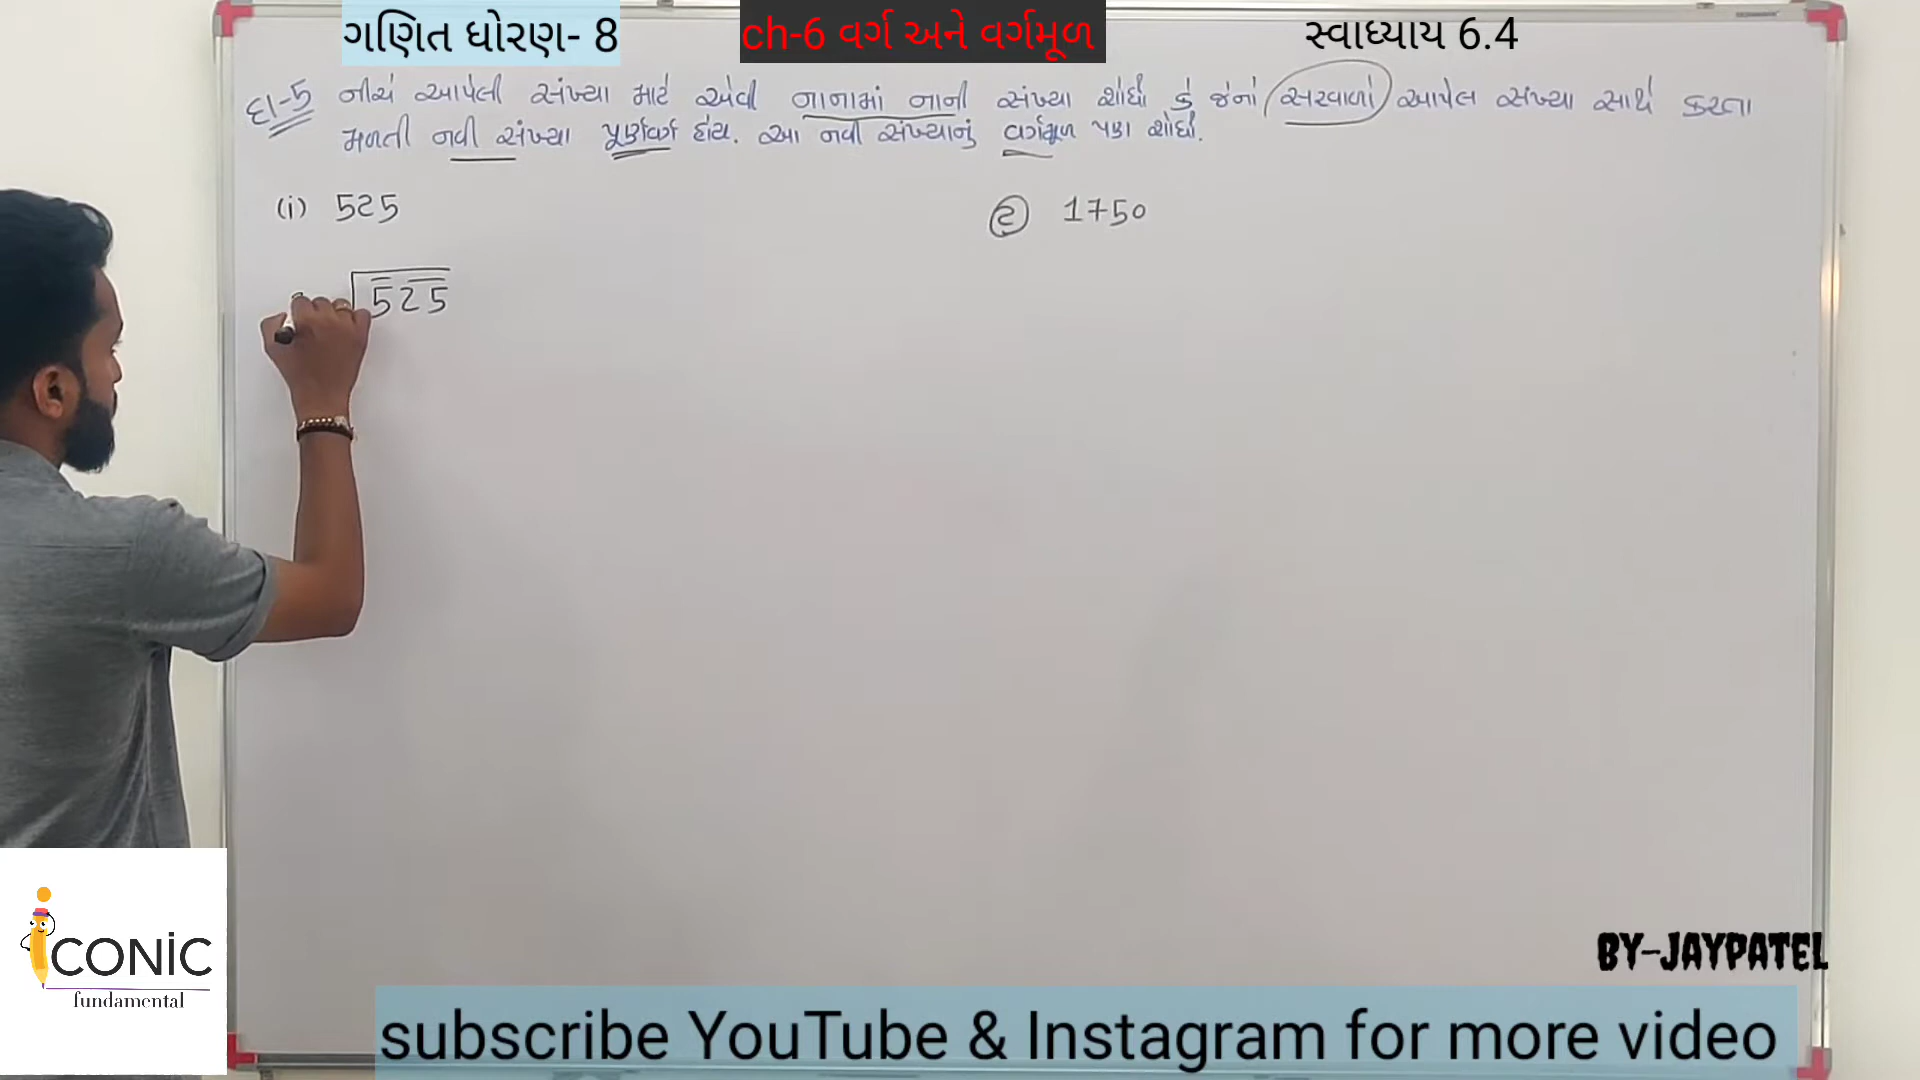 ગણિત ધોરણ- 8
ch-6 વર્ગ અને વર્ગમૂળ
સ્વાધ્યાય 6.4
દા-5 નીચે આપેલી સંખ્યા માટે એવી નાનામાં નાની સંખ્યા શોધો કે જેનો સરવાળો આપેલ સંખ્યા સાથે કરતા
મળતી નવી સંખ્યા પૂર્ણવર્ગ હોય. આ નવી સંખ્યાનું વર્ગમૂળ પણ શોધો.
(i) 525
૨ 1750
525
iCONiC
fundamental
BY-JAYPATEL
subscribe YouTube & Instagram for more video